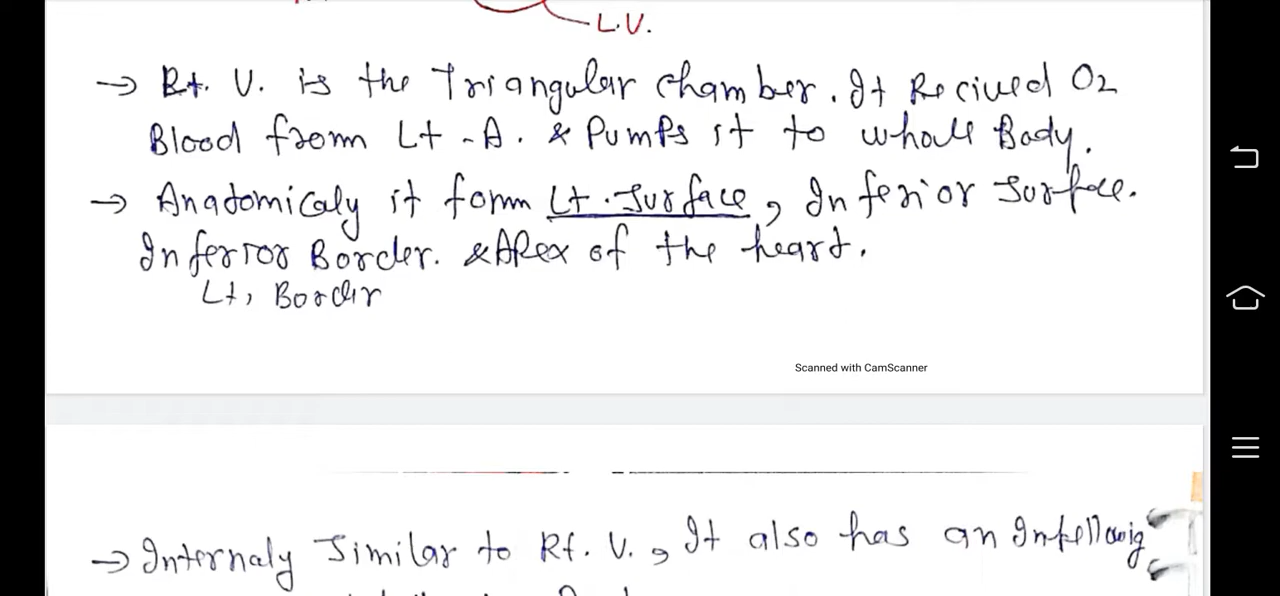 L.V.
→ Rt. V. is the Triangular chamber. It Recived O2
Blood from Lt-A. & Pumps it to whole Body.
→ Anatomicaly it form Lt. Surface, Inferior Surface.
Inferior Border. & Apex of the heart.
Lt, Border
Scanned with CamScanner
→ Internaly Similar to Rt. V., It also has an